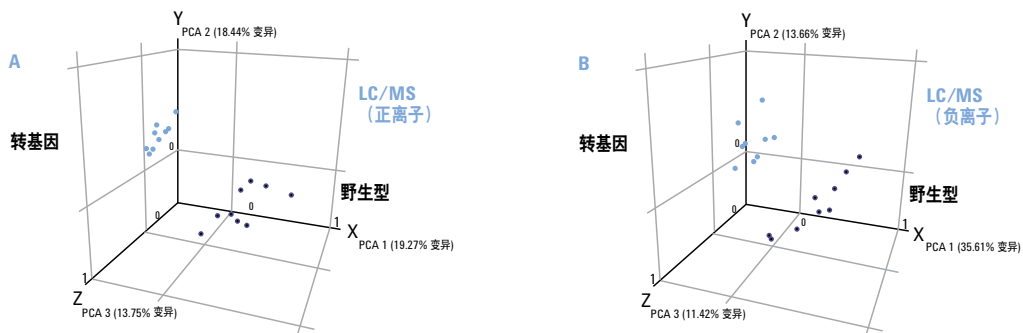 A
Y
PCA 2 (18.44% 变异)
LC/MS
（正离子）
转基因
0
野生型
0
0
1
X
PCA 1 (19.27% 变异)
1
Z
PCA 3 (13.75% 变异)
B
Y
PCA 2 (13.66% 变异)
LC/MS
（负离子）
转基因
0
野生型
0
0
1
X
PCA 1 (35.61% 变异)
1
Z
PCA 3 (11.42% 变异)